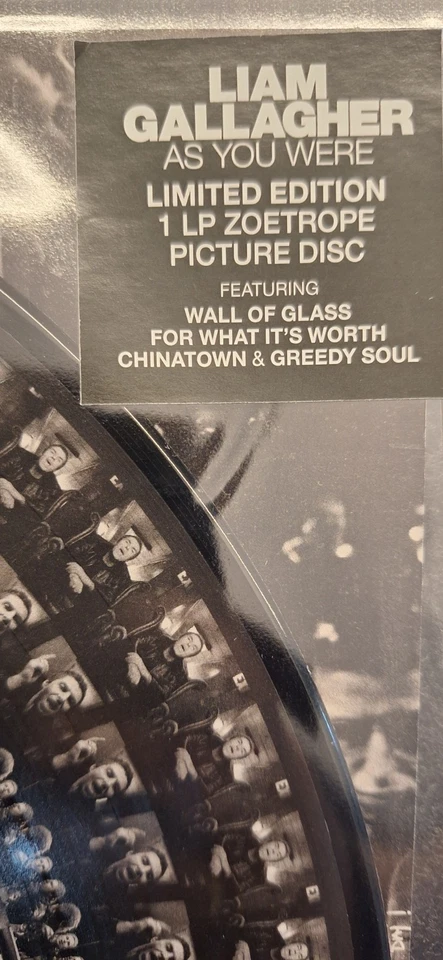 LIAM
GALLAGHER
AS YOU WERE
LIMITED EDITION
1 LP ZOETROPE
PICTURE DISC
FEATURING
WALL OF GLASS
FOR WHAT IT'S WORTH
CHINATOWN & GREEDY SOUL